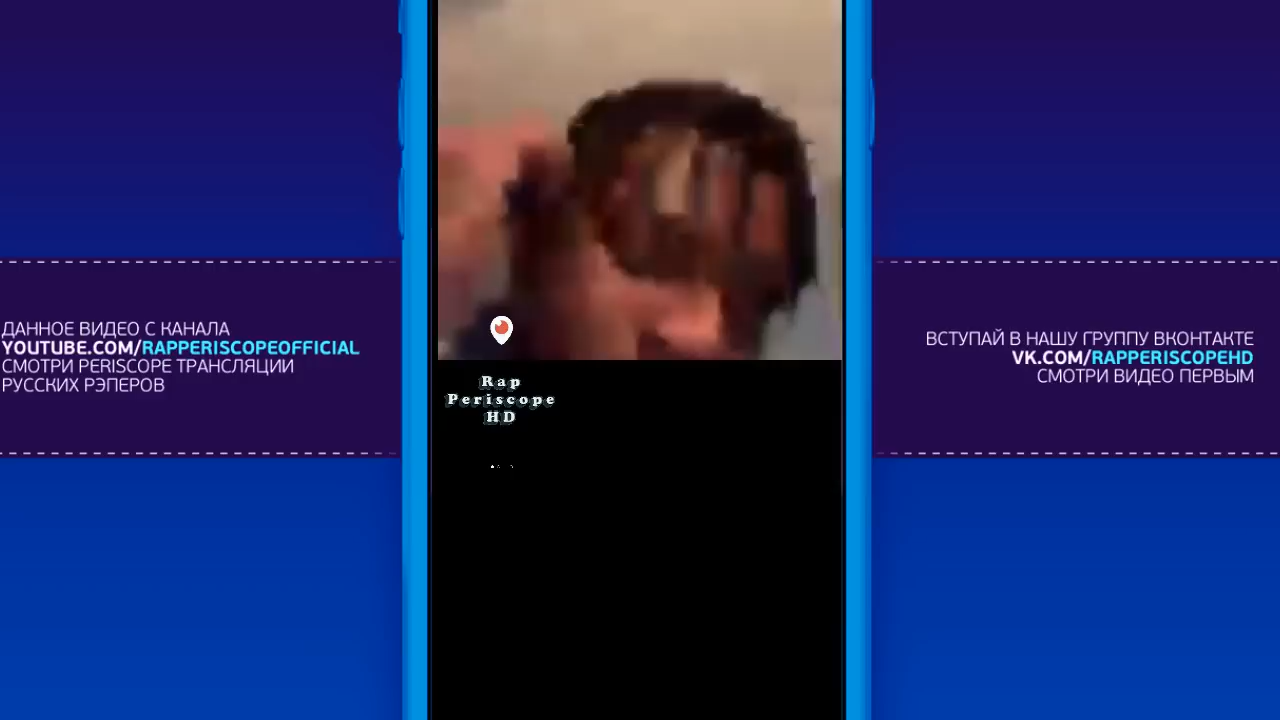 ДАННОЕ ВИДЕО С КАНАЛА
YOUTUBE.COM/RAPPERISCOPEOFFICIAL
СМОТРИ PERISCOPE ТРАНСЛЯЦИИ
РУССКИХ РЭПЕРОВ
Rap
Periscope
HD
ВСТУПАЙ В НАШУ ГРУППУ ВКОНТАКТЕ
VK.COM/RAPPERISCOPEHD
СМОТРИ ВИДЕО ПЕРВЫМ